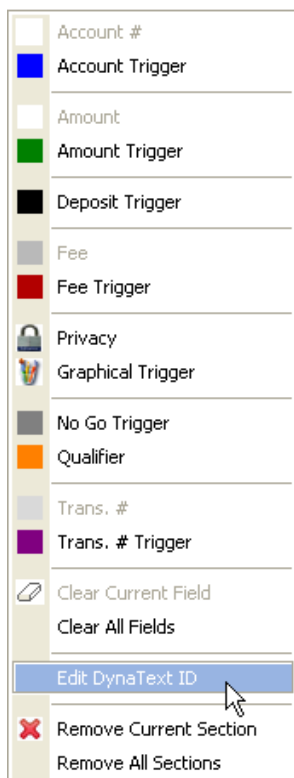 Account #
Account Trigger
Amount
Amount Trigger
Deposit Trigger
Fee
Fee Trigger
Privacy
Graphical Trigger
No Go Trigger
Qualifier
Trans. #
Trans. # Trigger
Clear Current Field
Clear All Fields
Edit DynaText ID
Remove Current Section
Remove All Sections